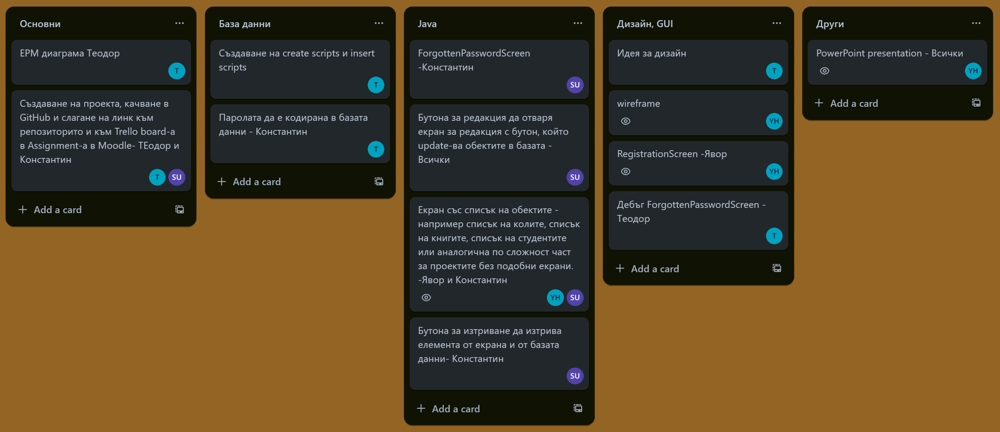 Основни
ЕРМ диаграма Теодор
T
Създаване на проекта, качване в
GitHub и слагане на линк към
репозиторито и към Trello board-а
в Assignment-а в Moodle- ТЕодор и
Константин
T SU
Add a card
База данни
Създаване на create scripts и insert
scripts
T
Паролата да е кодирана в базата
данни - Константин
T
Add a card
Java
ForgottenPasswordScreen
-Константин
SU
Бутона за редакция да отваря
екран за редакция с бутон, който
update-ва обектите в базата -
Всички
SU
Екран със списък на обектите -
например списък на колите, списък
на книгите, списък на студентите
или аналогична по сложност част
за проектите без подобни екрани.
-Явор и Константин
YH SU
Бутона за изтриване да изтрива
елемента от екрана и от базата
данни- Константин
SU
Add a card
Дизайн, GUI
Идея за дизайн
T
wireframe
YH
RegistrationScreen -Явор
YH
Дебъг ForgottenPasswordScreen -
Теодор
T
Add a card
Други
PowerPoint presentation - Всички
YH
Add a card